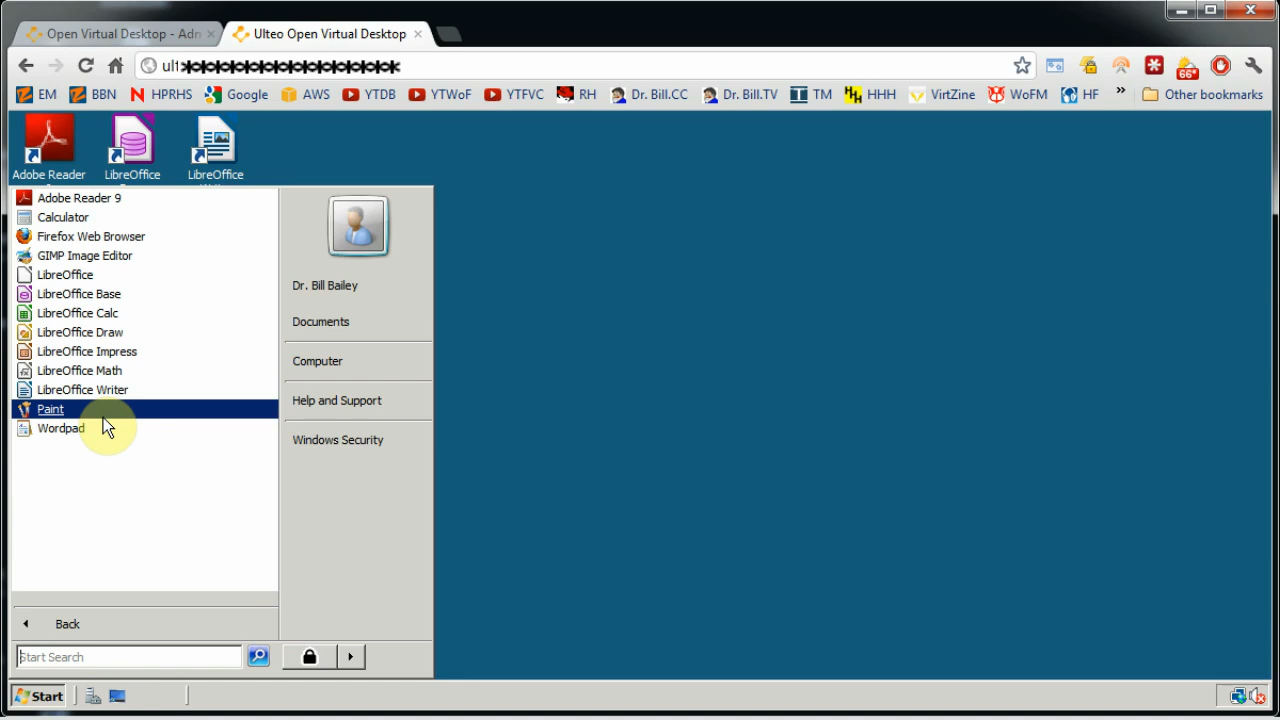 Open Virtual Desktop - Adn
Ulteo Open Virtual Desktop
ult
EM
BBN
HPRHS
Google
AWS
YTDB
YTWoF
YTFVC
RH
Dr. Bill.CC
Dr. Bill.TV
TM
HHH
VirtZine
WoFM
HF
»
Other bookmarks
66°
Adobe Reader
LibreOffice
LibreOffice
Adobe Reader 9
Calculator
Firefox Web Browser
GIMP Image Editor
LibreOffice
LibreOffice Base
LibreOffice Calc
LibreOffice Draw
LibreOffice Impress
LibreOffice Math
LibreOffice Writer
Paint
Wordpad
Back
Start Search
Dr. Bill Bailey
Documents
Computer
Help and Support
Windows Security
Start